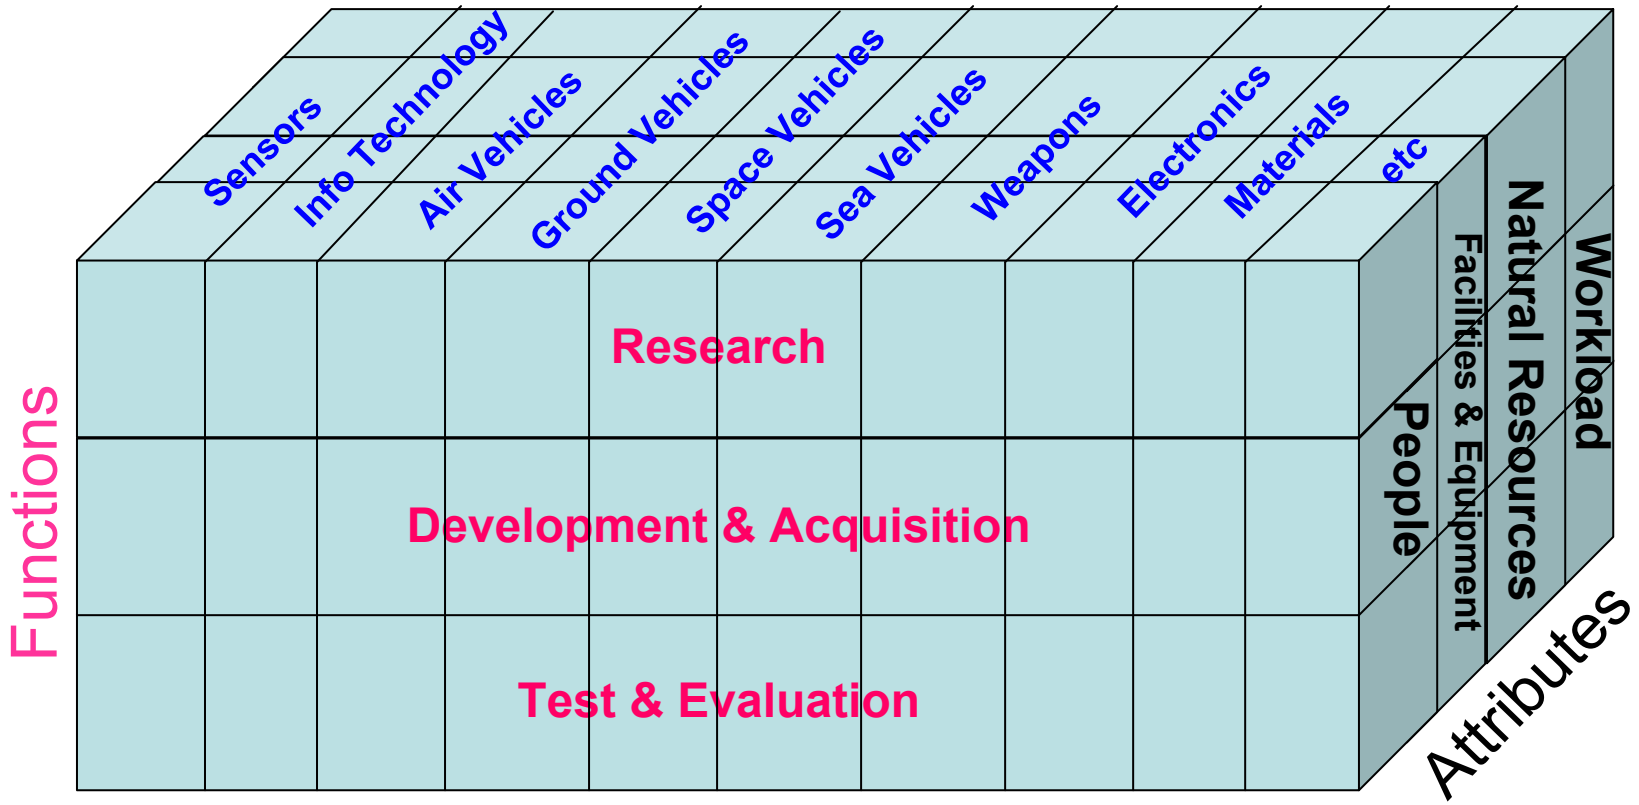 Sensors
Info Technology
Air Vehicles
Ground Vehicles
Space Vehicles
Sea Vehicles
Weapons
Electronics
Materials
etc
Functions
Research
Development & Acquisition
Test & Evaluation
People
Facilities & Equipment
Natural Resources
Workload
Attributes